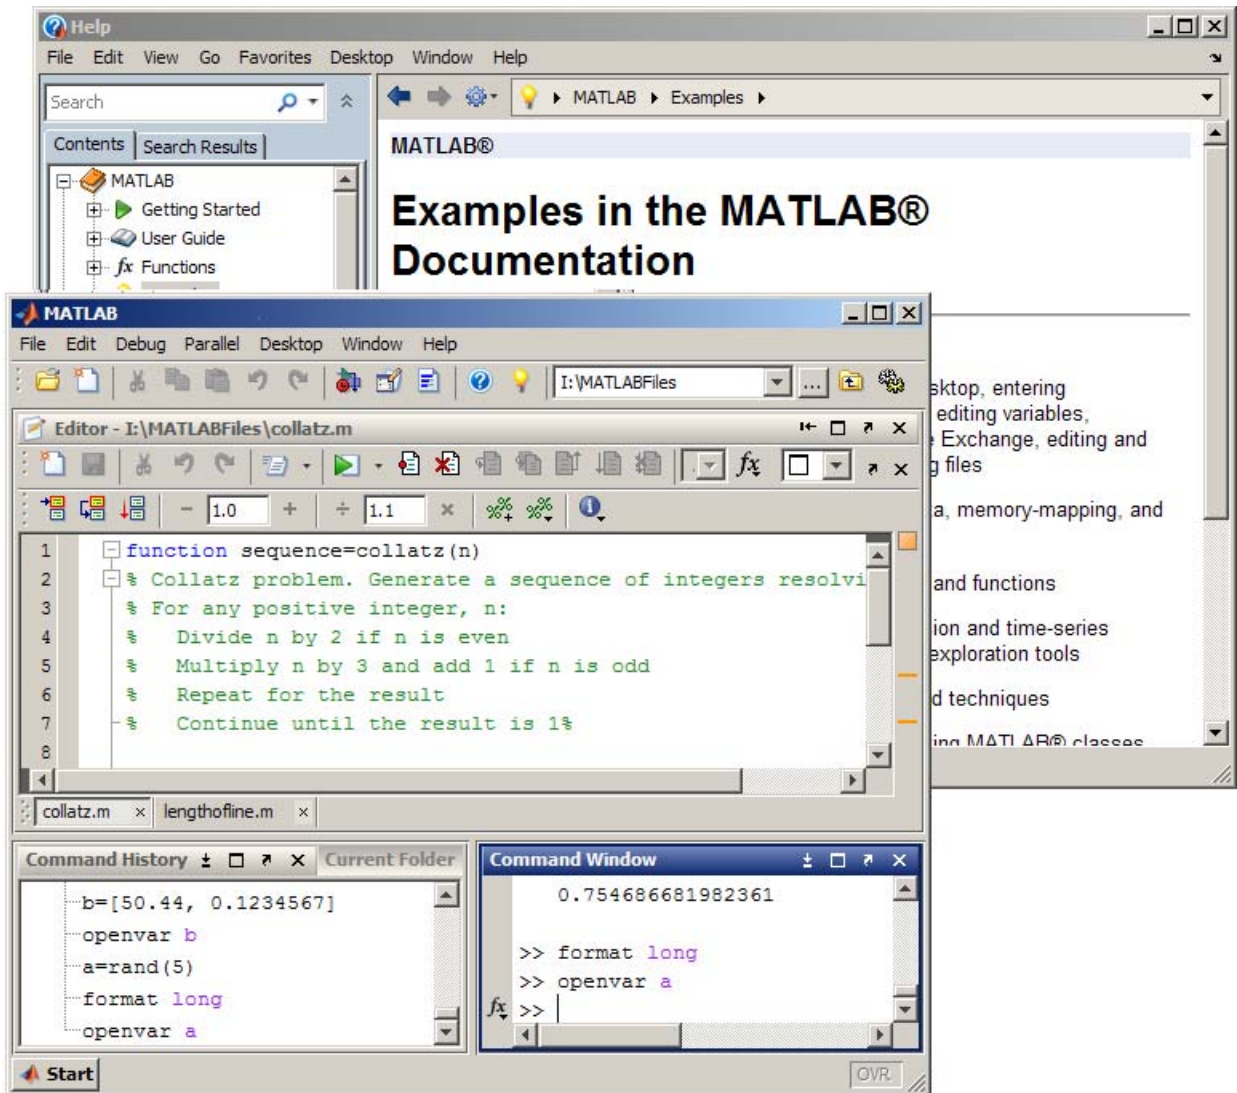 Help
File Edit View Go Favorites Desktop Window Help
Search
MATLAB Examples
Contents Search Results
MATLAB
Getting Started
User Guide
fx Functions
MATLAB®
Examples in the MATLAB®
Documentation
sktop, entering
editing variables,
Exchange, editing and
g files
a, memory-mapping, and
and functions
ion and time-series
exploration tools
d techniques
ing MATLAB® classes
MATLAB
File Edit Debug Parallel Desktop Window Help
I:\MATLABFiles ...
Editor - I:\MATLABFiles\collatz.m
fx
- 1.0 + ÷ 1.1 ×
1 function sequence=collatz(n)
2 % Collatz problem. Generate a sequence of integers resolvi
3 % For any positive integer, n:
4 %   Divide n by 2 if n is even
5 %   Multiply n by 3 and add 1 if n is odd
6 %   Repeat for the result
7 %   Continue until the result is 1%
8
collatz.m × lengthofline.m ×
Command History Current Folder
b=[50.44, 0.1234567]
openvar b
a=rand(5)
format long
openvar a
Command Window
0.754686681982361
>> format long
>> openvar a
fx >>
Start
OVR